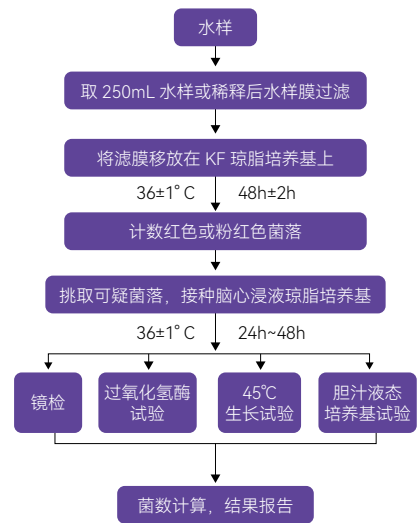 水样
取 250mL 水样或稀释后水样膜过滤
将滤膜移放在 KF 琼脂培养基上
36±1°C 48h±2h
计数红色或粉红色菌落
挑取可疑菌落，接种脑心浸液琼脂培养基
36±1°C 24h~48h
镜检
过氧化氢酶
试验
45℃
生长试验
胆汁液态
培养基试验
菌数计算，结果报告